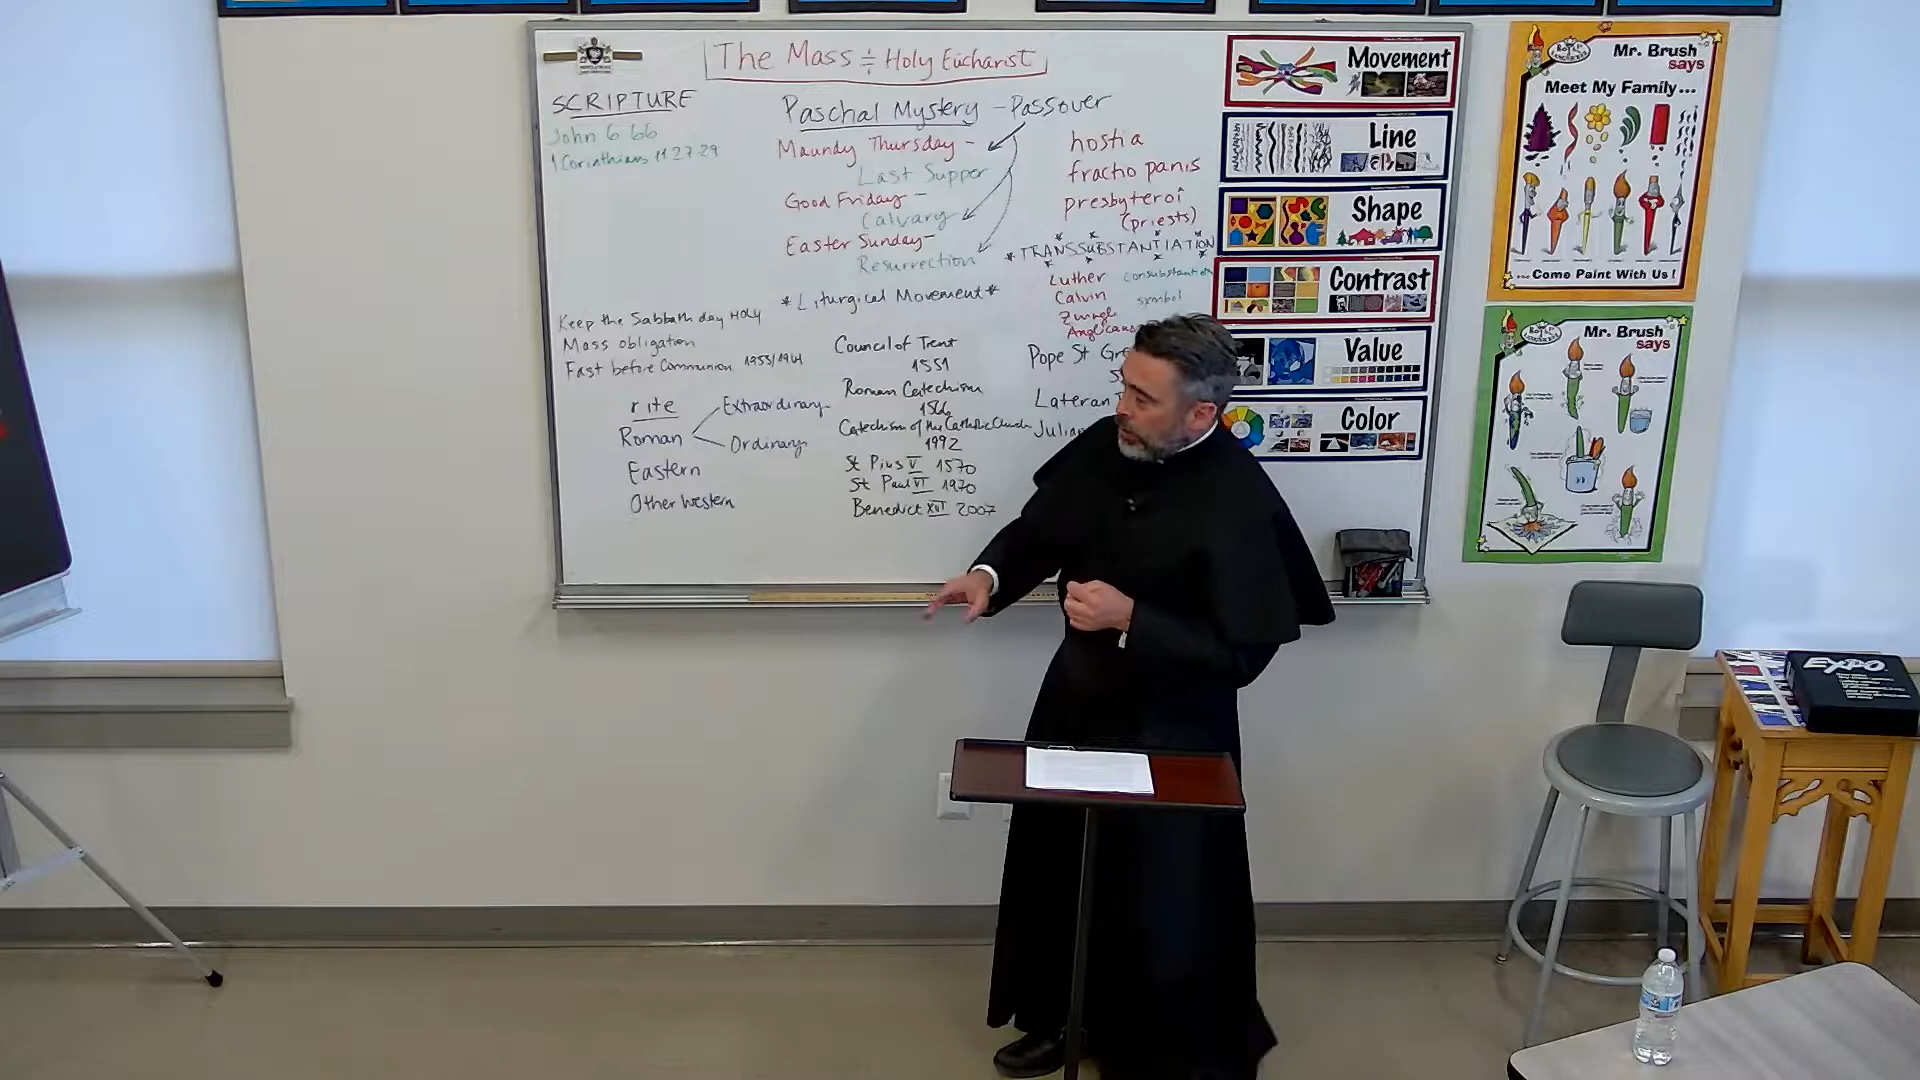 The Mass ÷ Holy Eucharist
SCRIPTURE
John 6 66
1 Corinthians 11 27-29
Paschal Mystery - Passover
Maundy Thursday -
Last Supper
Good Friday -
Calvary
Easter Sunday -
Resurrection
* Liturgical Movement *
hostia
fractio panis
presbyteroi
(priests)
* TRANSSUBSTANTIATION
Luther
Calvin symbol
Anglicans
Keep the Sabbath day HOLY
Mass obligation
Fast before Communion 1953/1964
rite
Roman
Extraordinary
Ordinary
Eastern
Other Western
Council of Trent
1551
Roman Catechism
1566
Catechism of the Catholic Church
1992
St Pius V 1570
St Paul VI 1970
Benedict XVI 2007
Pope St Gre
Lateran
Julian
Movement
Line
Shape
Contrast
Value
Color
Mr. Brush
says
Meet My Family...
...Come Paint With Us!
Mr. Brush
says
EXPO